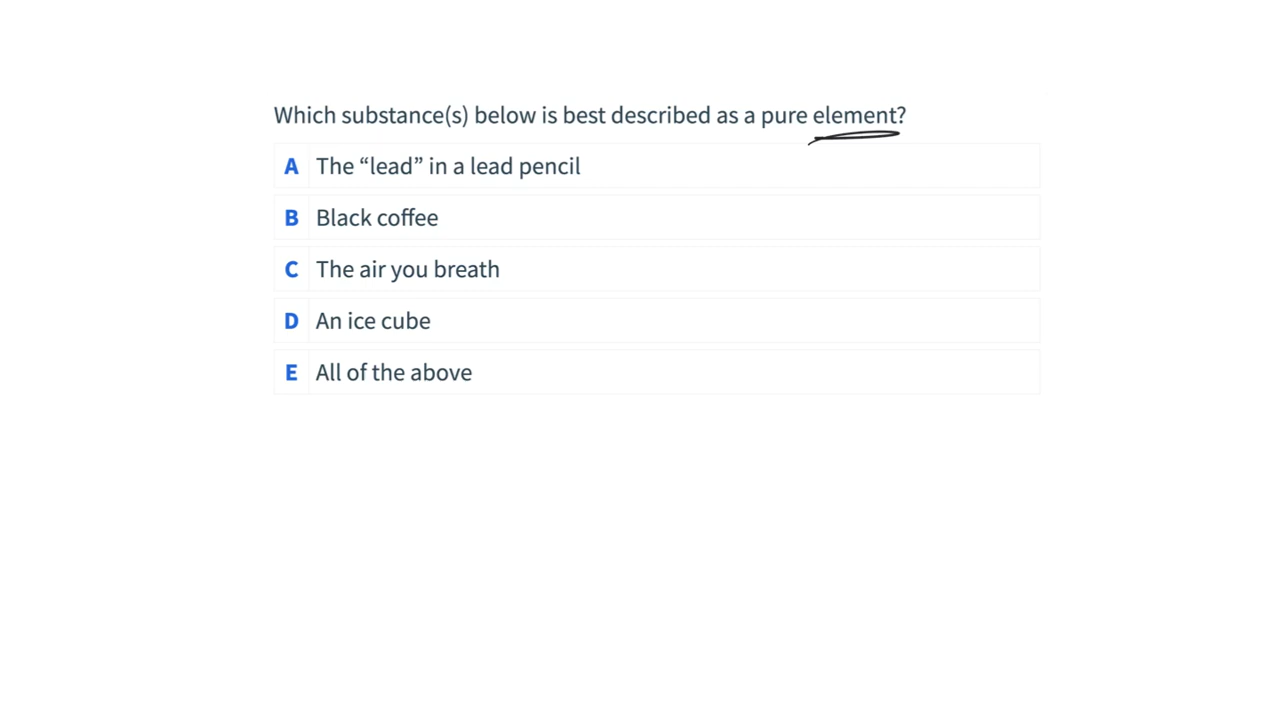 Which substance(s) below is best described as a pure element?
A The “lead” in a lead pencil
B Black coffee
C The air you breath
D An ice cube
E All of the above